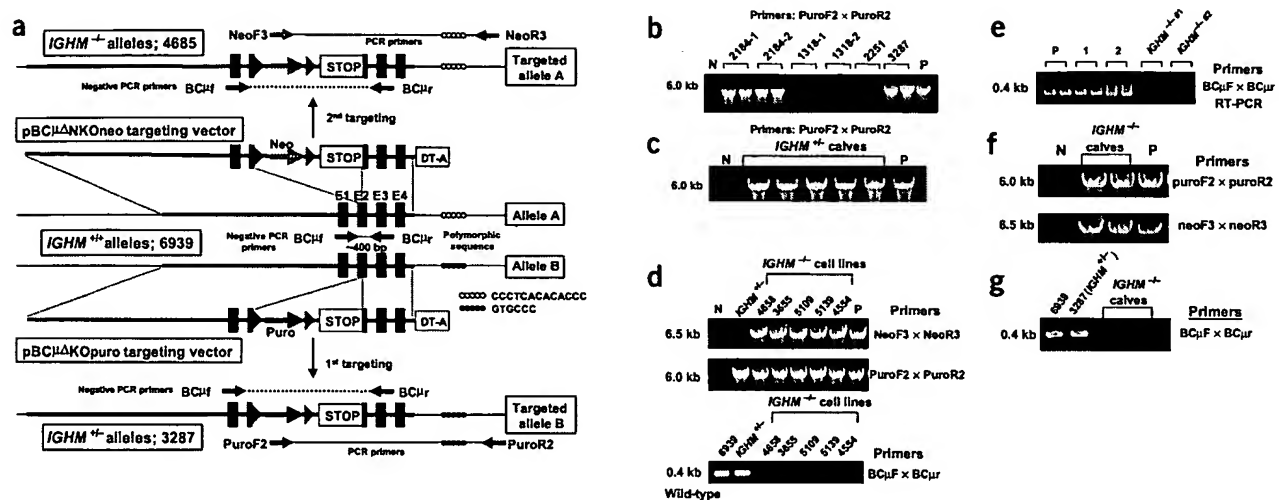 a
IGHM -/- alleles; 4685
NeoF3
PCR primers
NeoR3
STOP
Targeted allele A
Negative PCR primers
BCμf
BCμr
pBCμΔNKOneo targeting vector
2nd targeting
Neo
STOP
DT-A
E1 E2 E3 E4
Allele A
Negative PCR primers
BCμf
BCμr
Polymorphic sequence
IGHM +/+ alleles; 6939
~400 bp
Allele B
CCCTCACACACCC
GTGCCC
Puro
STOP
DT-A
pBCμΔKOpuro targeting vector
1st targeting
Negative PCR primers
BCμf
BCμr
STOP
Targeted allele B
IGHM +/- alleles; 3287
PuroF2
PCR primers
PuroR2
b
Primers: PuroF2 × PuroR2
N 2184-1 2184-2 1318-1 1318-2 2251 3287 P
6.0 kb
c
Primers: PuroF2 × PuroR2
N IGHM +/- calves P
6.0 kb
d
IGHM -/- cell lines
N IGHM +/- 4658 3655 5109 5139 4554 P
Primers
6.5 kb
NeoF3 × NeoR3
6.0 kb
PuroF2 × PuroR2
IGHM -/- cell lines
6939 IGHM +/- 4658 3655 5109 5139 4554
Primers
0.4 kb
BCμF × BCμr
Wild-type
e
P 1 2 IGHM -/- #1 IGHM -/- #2
Primers
0.4 kb
BCμF × BCμr
RT-PCR
f
IGHM -/-
N calves P
Primers
6.0 kb
puroF2 × puroR2
6.5 kb
neoF3 × neoR3
g
6939 3287 (IGHM +/-) IGHM -/- calves
Primers
0.4 kb
BCμF × BCμr